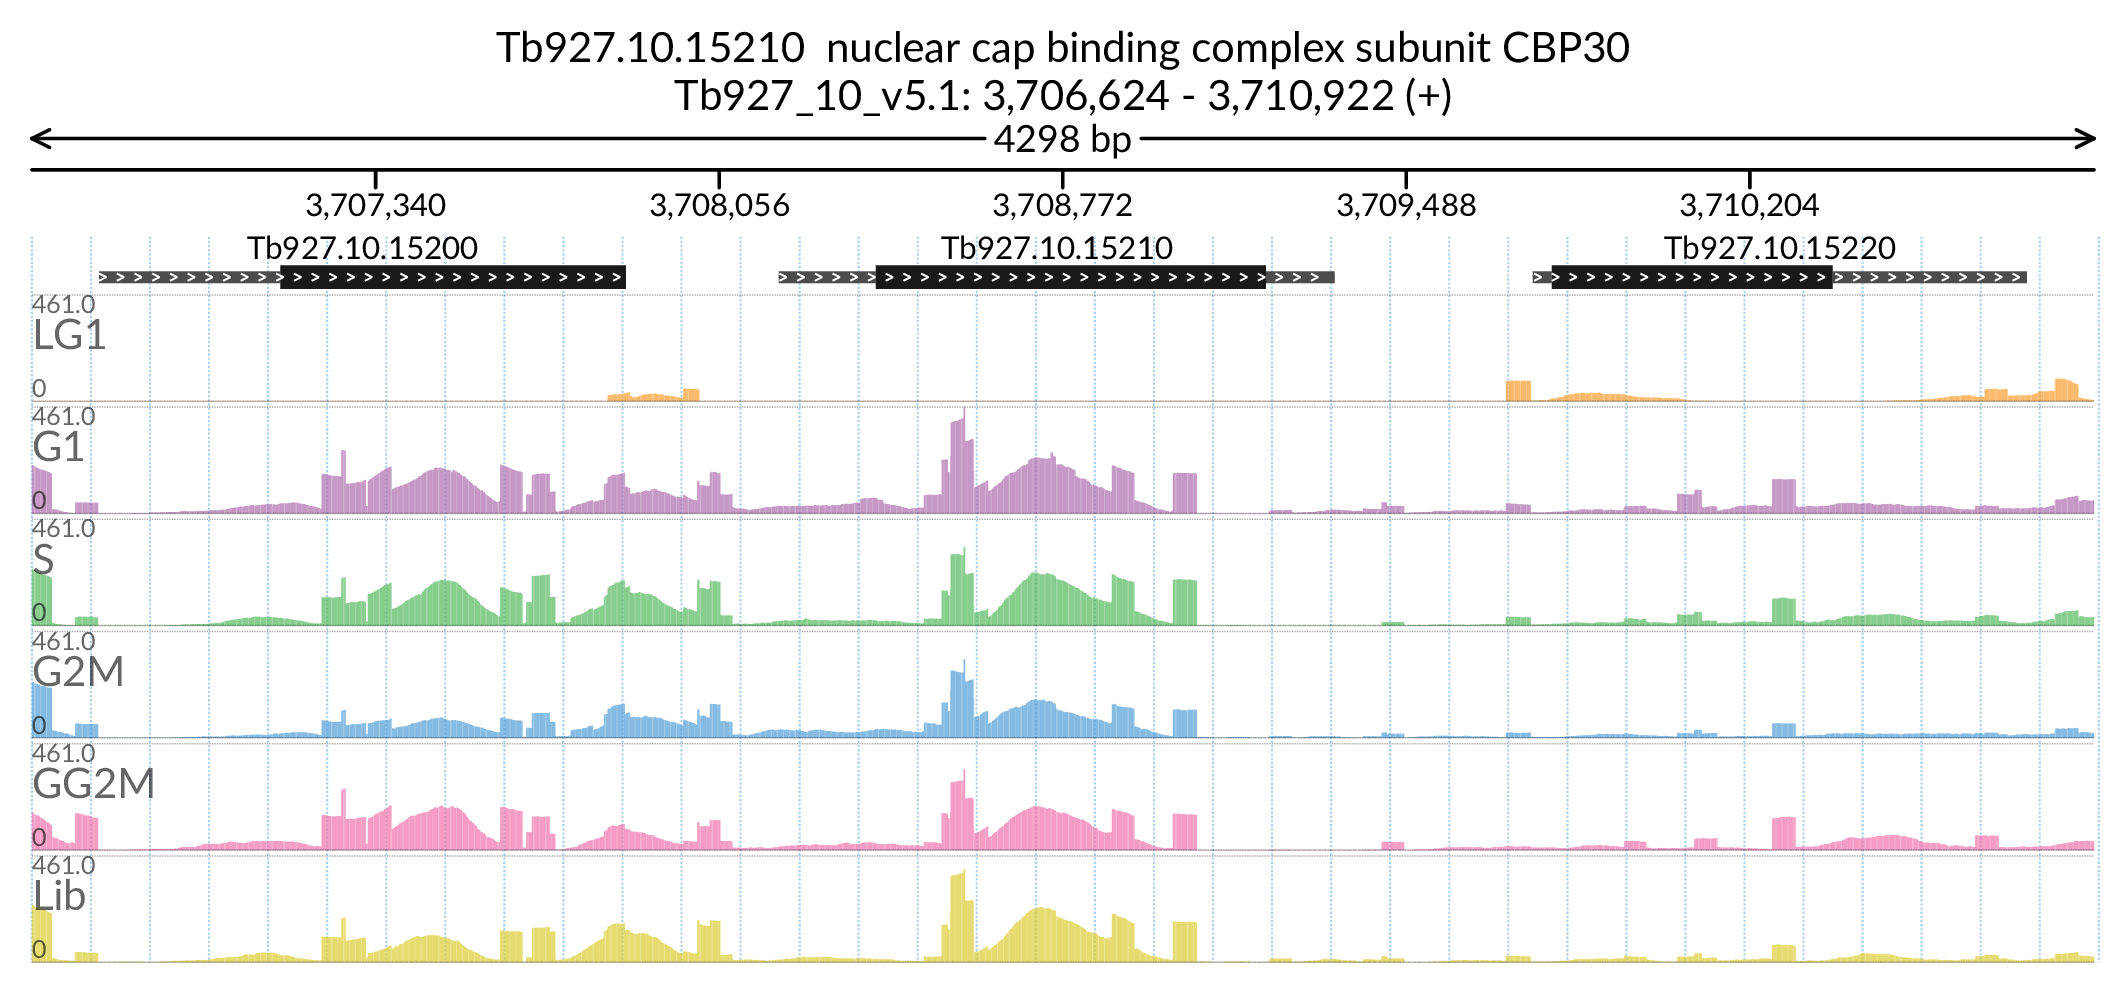 Tb927.10.15210  nuclear cap binding complex subunit CBP30
Tb927_10_v5.1: 3,706,624 - 3,710,922 (+)
4298 bp
3,707,340 3,708,056 3,708,772 3,709,488 3,710,204
Tb927.10.15200 Tb927.10.15210 Tb927.10.15220
461.0
LG1
0
461.0
G1
0
461.0
S
0
461.0
G2M
0
461.0
GG2M
0
461.0
Lib
0